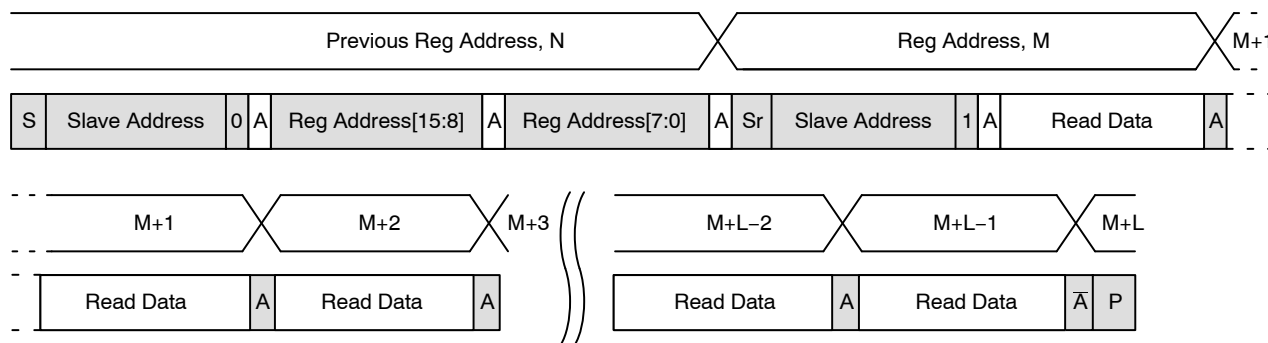 Previous Reg Address, N Reg Address, M M+1
S Slave Address 0 A Reg Address[15:8] A Reg Address[7:0] A Sr Slave Address 1 A Read Data A
M+1 M+2 M+3 M+L−2 M+L−1 M+L
Read Data A Read Data A Read Data A Read Data A̅ P